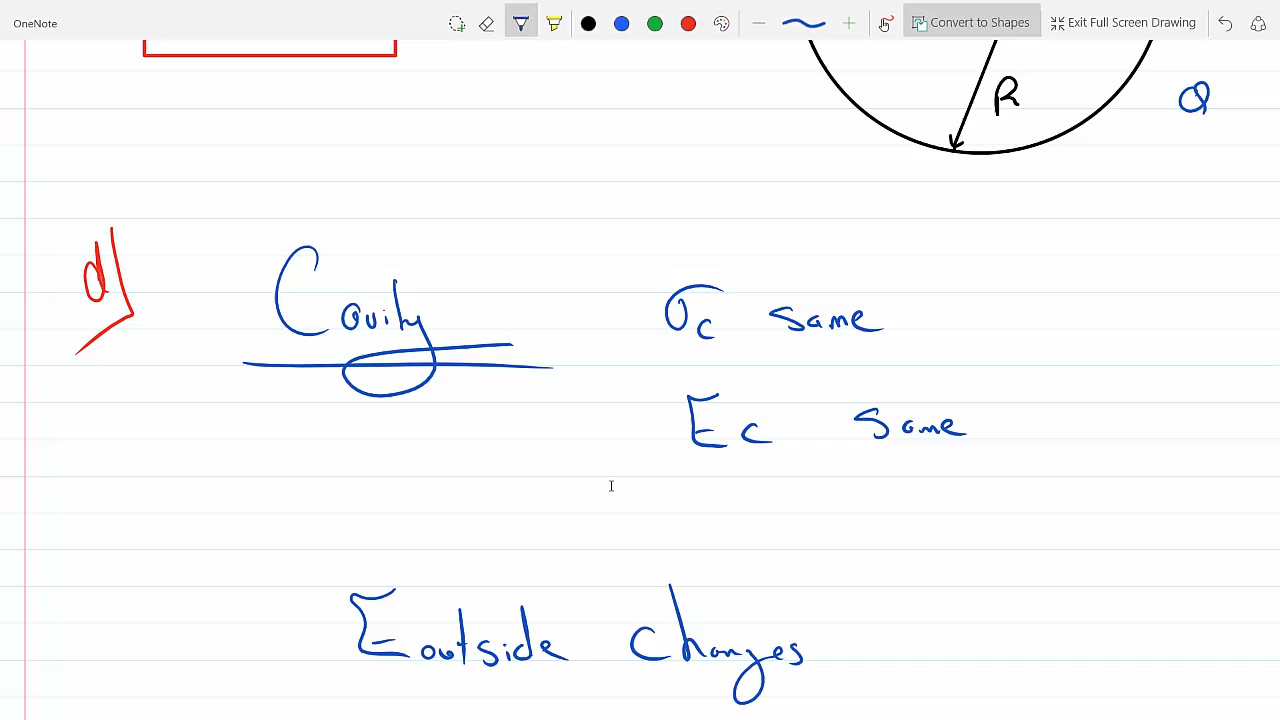 OneNote
Convert to Shapes
Exit Full Screen Drawing
R
Q
d)
Cavity
σc same
Ec same
Eoutside changes